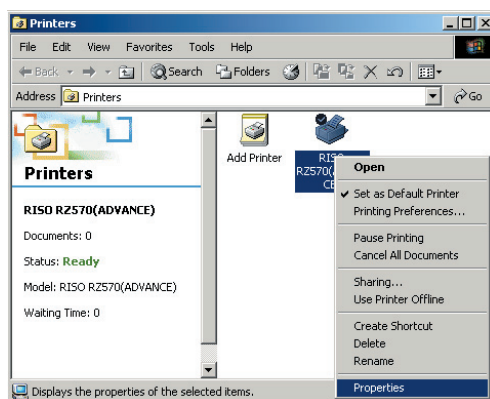 Printers
File Edit View Favorites Tools Help
Back Search Folders
Address Printers Go
Printers
RISO RZ570(ADVANCE)
Documents: 0
Status: Ready
Model: RISO RZ570(ADVANCE)
Waiting Time: 0
Add Printer
RISO
RZ570(
CE
Open
Set as Default Printer
Printing Preferences...
Pause Printing
Cancel All Documents
Sharing...
Use Printer Offline
Create Shortcut
Delete
Rename
Properties
Displays the properties of the selected items.